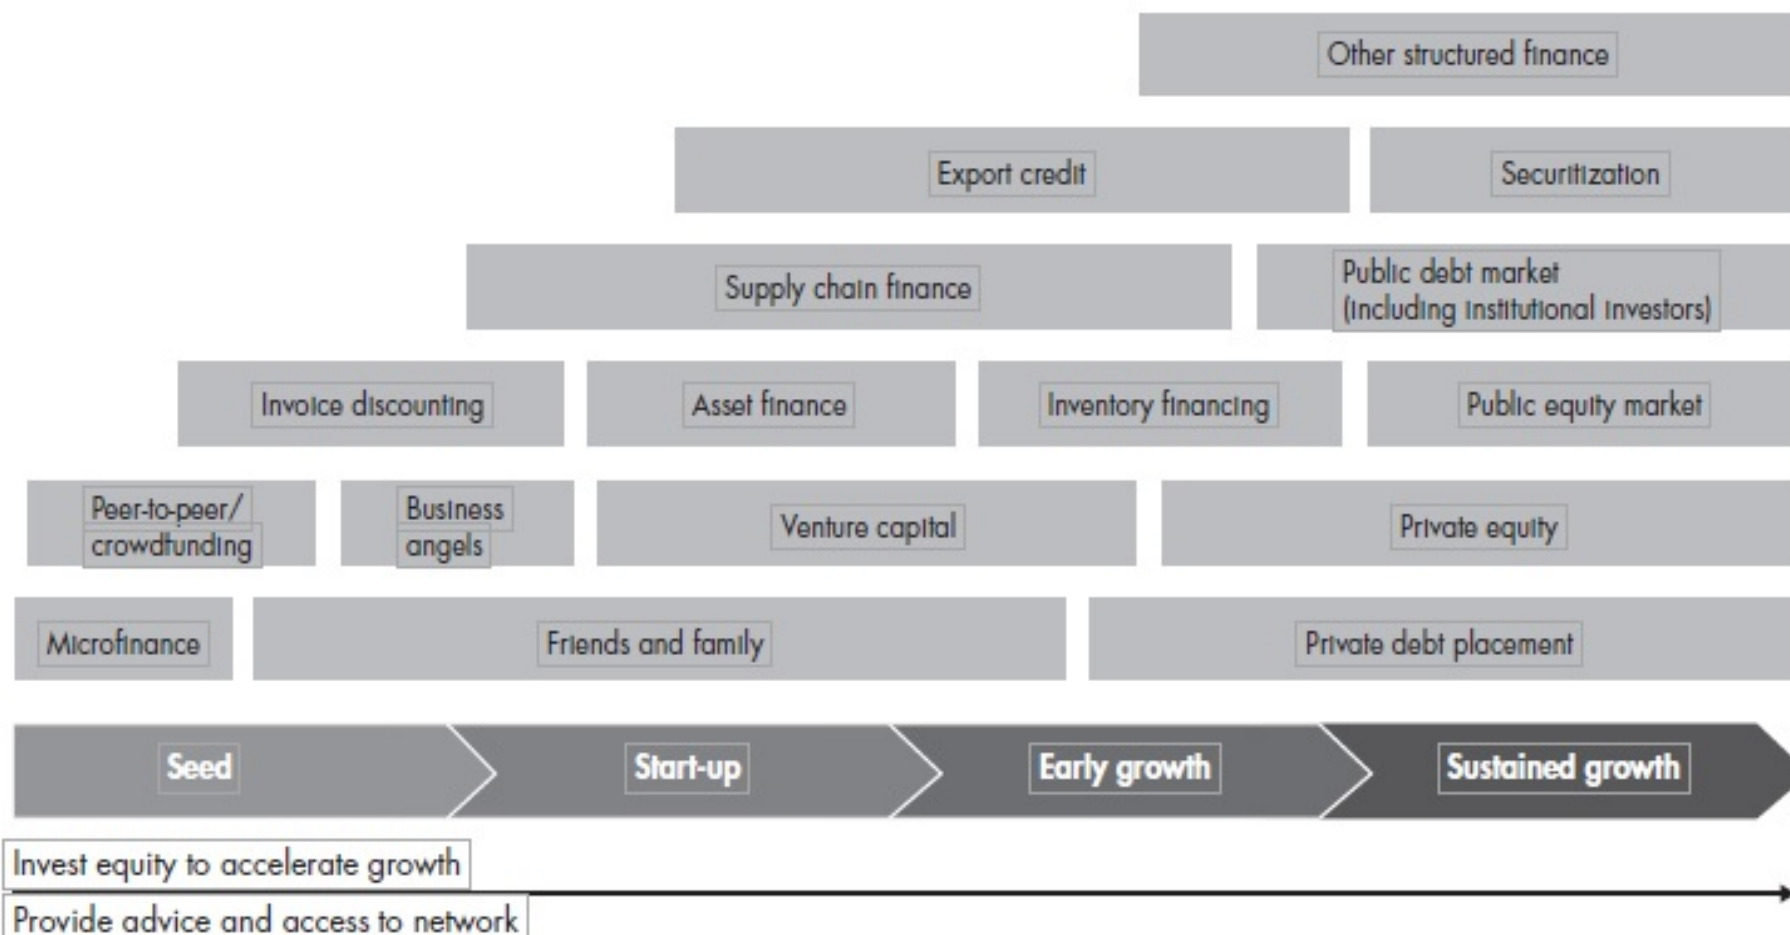 Other structured finance
Export credit
Securitization
Supply chain finance
Public debt market
(including institutional investors)
Invoice discounting
Asset finance
Inventory financing
Public equity market
Peer-to-peer/
crowdfunding
Business
angels
Venture capital
Private equity
Microfinance
Friends and family
Private debt placement
Seed
Start-up
Early growth
Sustained growth
Invest equity to accelerate growth
Provide advice and access to network